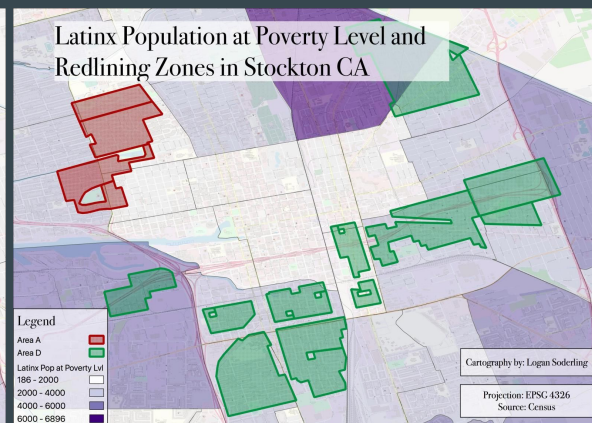 Latinx Population at Poverty Level and
Redlining Zones in Stockton CA
Legend
Area A
Area D
Latinx Pop at Poverty Lvl
186 - 2000
2000 - 4000
4000 - 6000
6000 - 6896
Cartography by: Logan Soderling
Projection: EPSG 4326
Source: Census